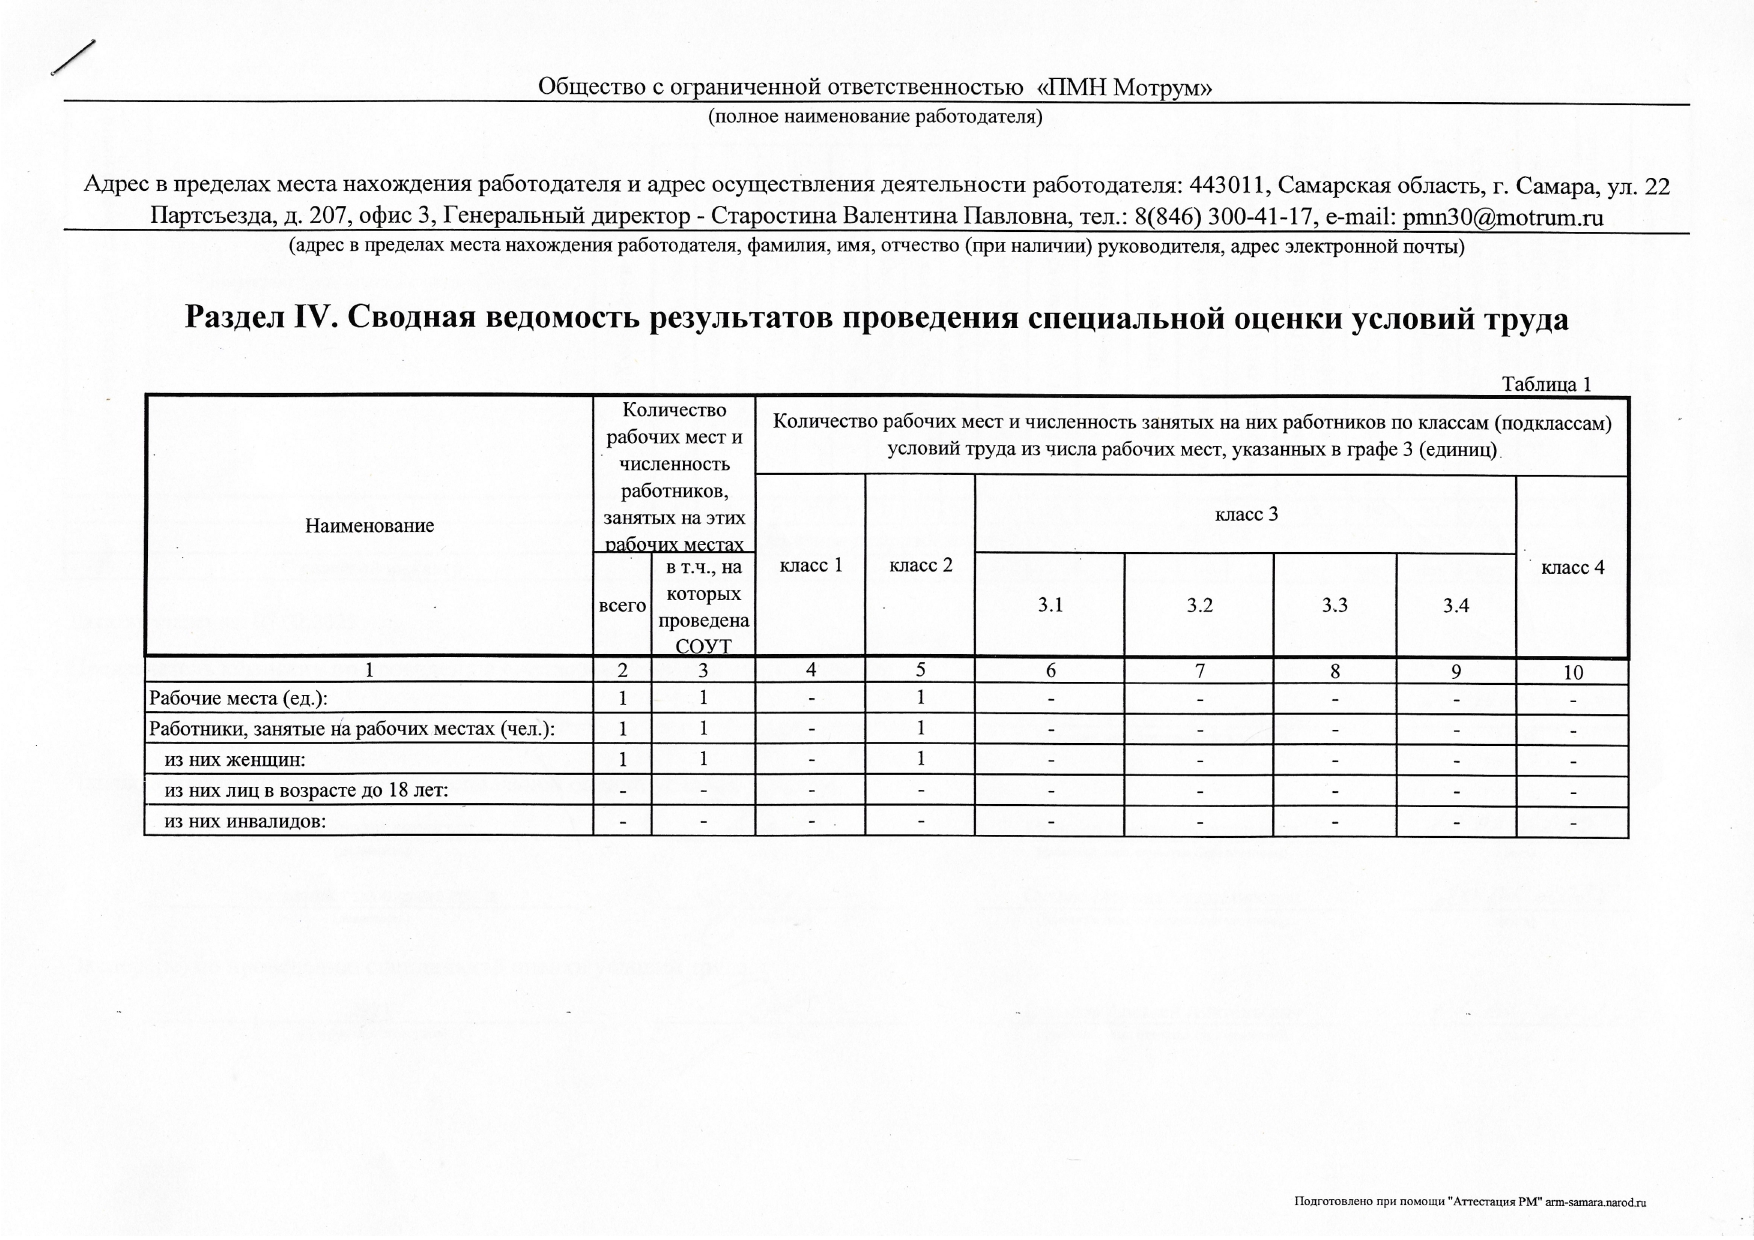 Общество с ограниченной ответственностью «ПМН Мотрум»
(полное наименование работодателя)
Адрес в пределах места нахождения работодателя и адрес осуществления деятельности работодателя: 443011, Самарская область, г. Самара, ул. 22
Партсъезда, д. 207, офис 3, Генеральный директор - Старостина Валентина Павловна, тел.: 8(846) 300-41-17, e-mail: pmn30@motrum.ru
(адрес в пределах места нахождения работодателя, фамилия, имя, отчество (при наличии) руководителя, адрес электронной почты)
Раздел IV. Сводная ведомость результатов проведения специальной оценки условий труда
Таблица 1
Наименование
Количество
рабочих мест и
численность
работников,
занятых на этих
рабочих местах
Количество рабочих мест и численность занятых на них работников по классам (подклассам)
условий труда из числа рабочих мест, указанных в графе 3 (единиц)
класс 1
класс 2
класс 3
класс 4
всего
в т.ч., на
которых
проведена
СОУТ
3.1
3.2
3.3
3.4
1 2 3 4 5 6 7 8 9 10
Рабочие места (ед.): 1 1 - 1 - - - - -
Работники, занятые на рабочих местах (чел.): 1 1 - 1 - - - - -
из них женщин: 1 1 - 1 - - - - -
из них лиц в возрасте до 18 лет: - - - - - - - - -
из них инвалидов: - - - - - - - - -
Подготовлено при помощи "Аттестация РМ" arm-samara.narod.ru